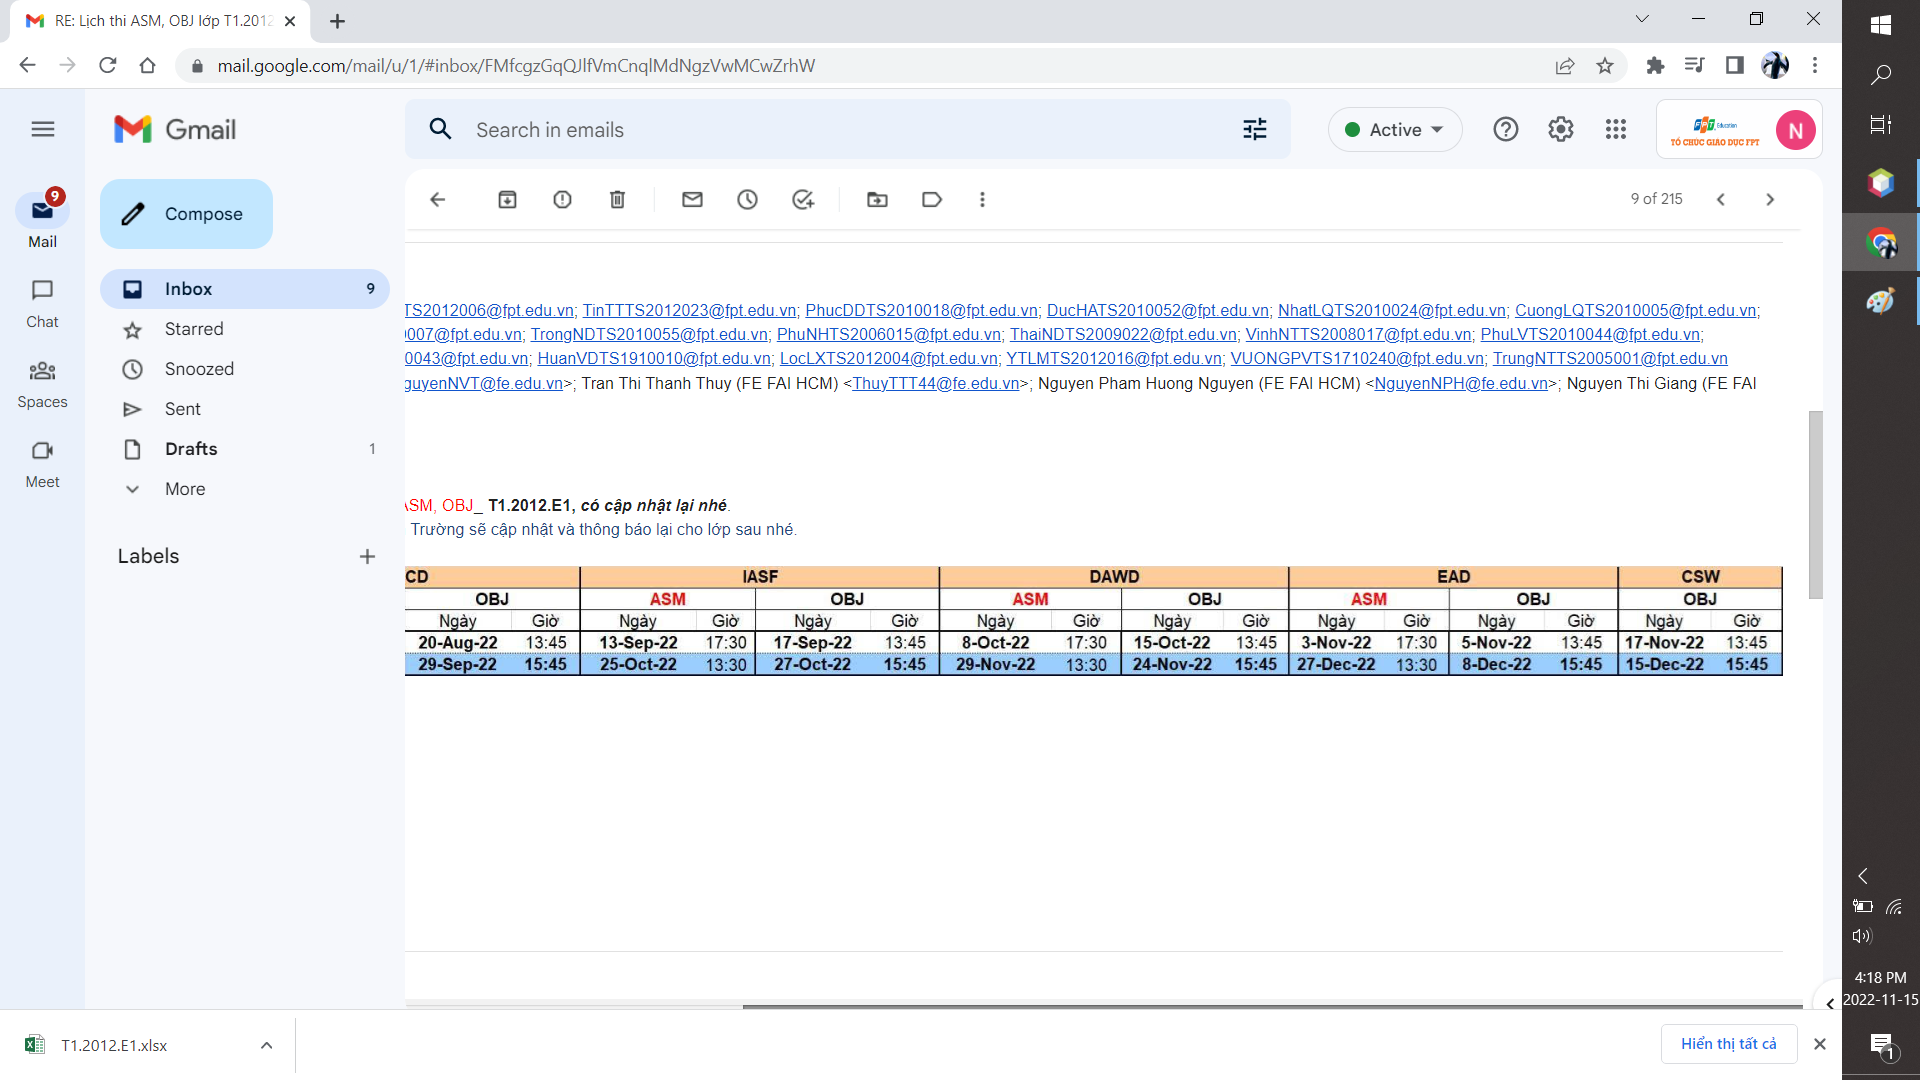 RE: Lịch thi ASM, OBJ lớp T1.2012
mail.google.com/mail/u/1/#inbox/FMfcgzGqQJlfVmCnqlMdNgzVwMCwZrhW
Gmail
Search in emails
Active
FPT Education
TỔ CHỨC GIÁO DỤC FPT
N
9
Mail
Chat
Spaces
Meet
Compose
Inbox 9
Starred
Snoozed
Sent
Drafts 1
More
Labels
9 of 215
TS2012006@fpt.edu.vn; TinTTTS2012023@fpt.edu.vn; PhucDDTS2010018@fpt.edu.vn; DucHATS2010052@fpt.edu.vn; NhatLQTS2010024@fpt.edu.vn; CuongLQTS2010005@fpt.edu.vn;
0007@fpt.edu.vn; TrongNDTS2010055@fpt.edu.vn; PhuNHTS2006015@fpt.edu.vn; ThaiNDTS2009022@fpt.edu.vn; VinhNTTS2008017@fpt.edu.vn; PhuLVTS2010044@fpt.edu.vn;
0043@fpt.edu.vn; HuanVDTS1910010@fpt.edu.vn; LocLXTS2012004@fpt.edu.vn; YTLMTS2012016@fpt.edu.vn; VUONGPVTS1710240@fpt.edu.vn; TrungNTTS2005001@fpt.edu.vn
guyenNVT@fe.edu.vn>; Tran Thi Thanh Thuy (FE FAI HCM) <ThuyTTT44@fe.edu.vn>; Nguyen Pham Huong Nguyen (FE FAI HCM) <NguyenNPH@fe.edu.vn>; Nguyen Thi Giang (FE FAI
ASM, OBJ_ T1.2012.E1, có cập nhật lại nhé.
Trường sẽ cập nhật và thông báo lại cho lớp sau nhé.
CD IASF DAWD EAD CSW
OBJ ASM OBJ ASM OBJ ASM OBJ OBJ
Ngày Giờ Ngày Giờ Ngày Giờ Ngày Giờ Ngày Giờ Ngày Giờ Ngày Giờ Ngày Giờ
20-Aug-22 13:45 13-Sep-22 17:30 17-Sep-22 13:45 8-Oct-22 17:30 15-Oct-22 13:45 3-Nov-22 17:30 5-Nov-22 13:45 17-Nov-22 13:45
29-Sep-22 15:45 25-Oct-22 13:30 27-Oct-22 15:45 29-Nov-22 13:30 24-Nov-22 15:45 27-Dec-22 13:30 8-Dec-22 15:45 15-Dec-22 15:45
T1.2012.E1.xlsx
Hiển thị tất cả
4:18 PM
2022-11-15
1